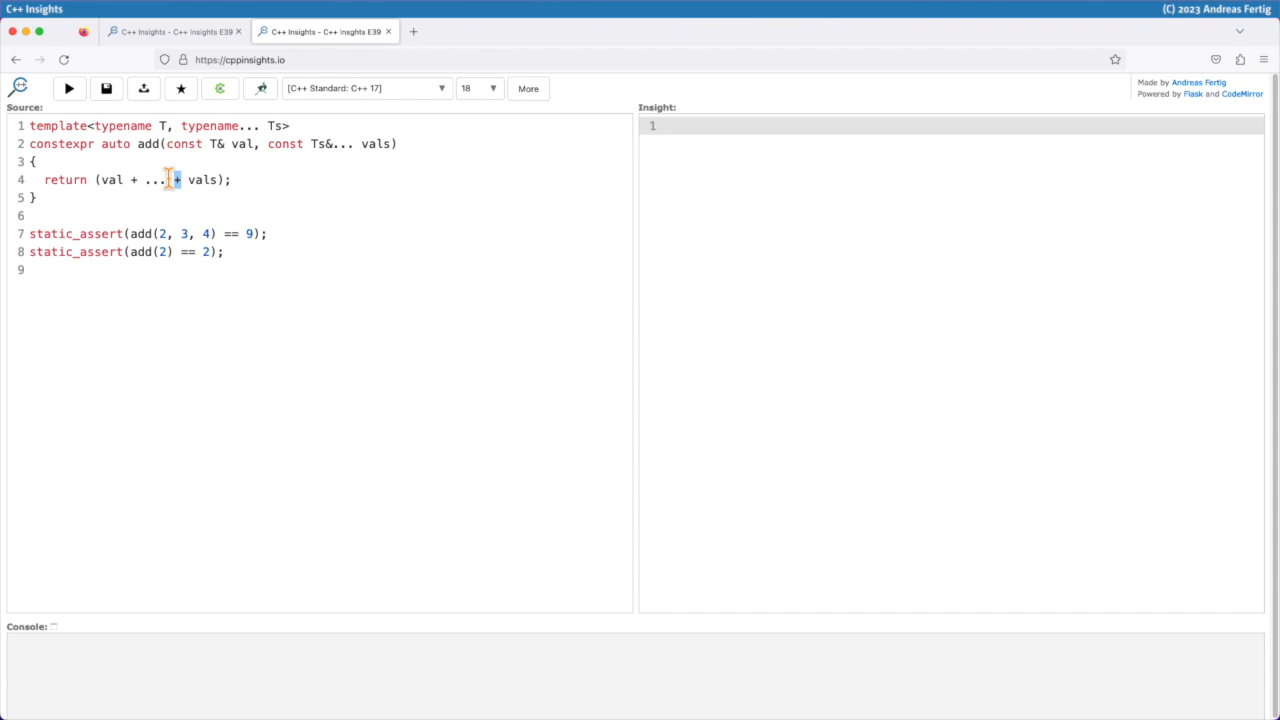 C++ Insights
(C) 2023 Andreas Fertig
C++ Insights - C++ Insights E39
C++ Insights - C++ Insights E39
https://cppinsights.io
[C++ Standard: C++ 17]
18
More
Made by Andreas Fertig
Powered by Flask and CodeMirror
Source:
1 template<typename T, typename... Ts>
2 constexpr auto add(const T& val, const Ts&... vals)
3 {
4 return (val + ... + vals);
5 }
6
7 static_assert(add(2, 3, 4) == 9);
8 static_assert(add(2) == 2);
9
Insight:
1
Console: